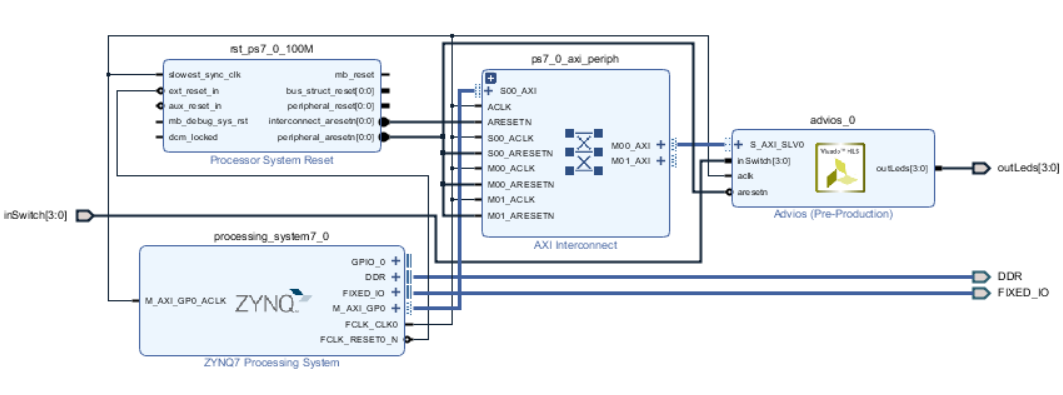 rst_ps7_0_100M
slowest_sync_clk
ext_reset_in
aux_reset_in
mb_debug_sys_rst
dcm_locked
mb_reset
bus_struct_reset[0:0]
peripheral_reset[0:0]
interconnect_aresetn[0:0]
peripheral_aresetn[0:0]
Processor System Reset
ps7_0_axi_periph
S00_AXI
ACLK
ARESETN
S00_ACLK
S00_ARESETN
M00_ACLK
M00_ARESETN
M01_ACLK
M01_ARESETN
M00_AXI
M01_AXI
AXI Interconnect
advios_0
S_AXI_SLV0
inSwitch[3:0]
aclk
aresetn
Vivado™ HLS
outLeds[3:0]
Advios (Pre-Production)
outLeds[3:0]
inSwitch[3:0]
processing_system7_0
M_AXI_GP0_ACLK
ZYNQ
GPIO_0
DDR
FIXED_IO
M_AXI_GP0
FCLK_CLK0
FCLK_RESET0_N
ZYNQ7 Processing System
DDR
FIXED_IO